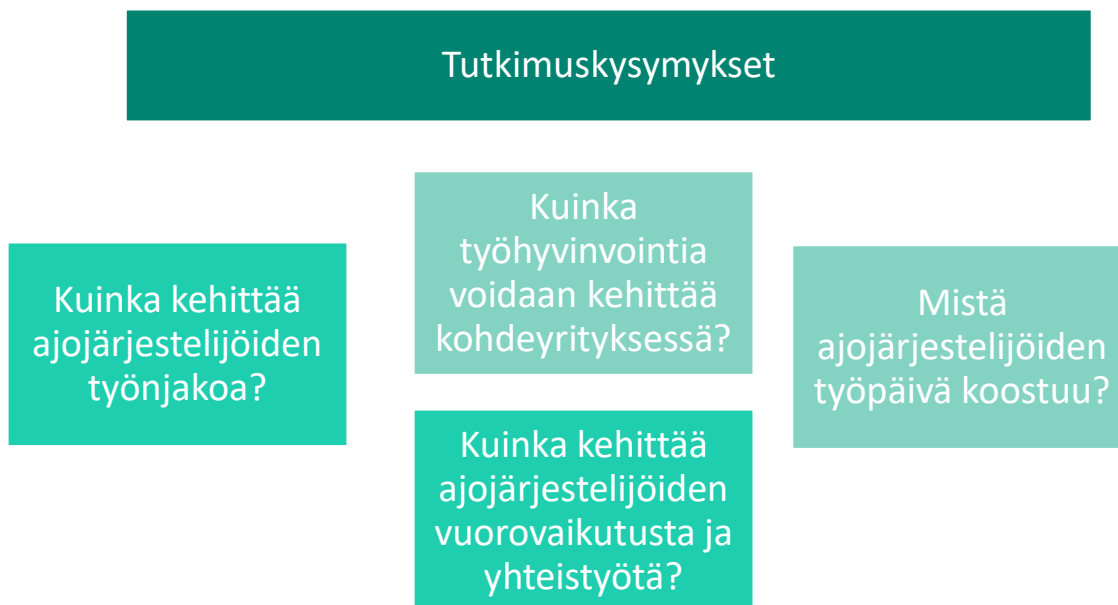 Tutkimuskysymykset
Kuinka kehittää
ajojärjestelijöiden
työnjakoa?
Kuinka
työhyvinvointia
voidaan kehittää
kohdeyrityksessä?
Kuinka kehittää
ajojärjestelijöiden
vuorovaikutusta ja
yhteistyötä?
Mistä
ajojärjestelijöiden
työpäivä koostuu?